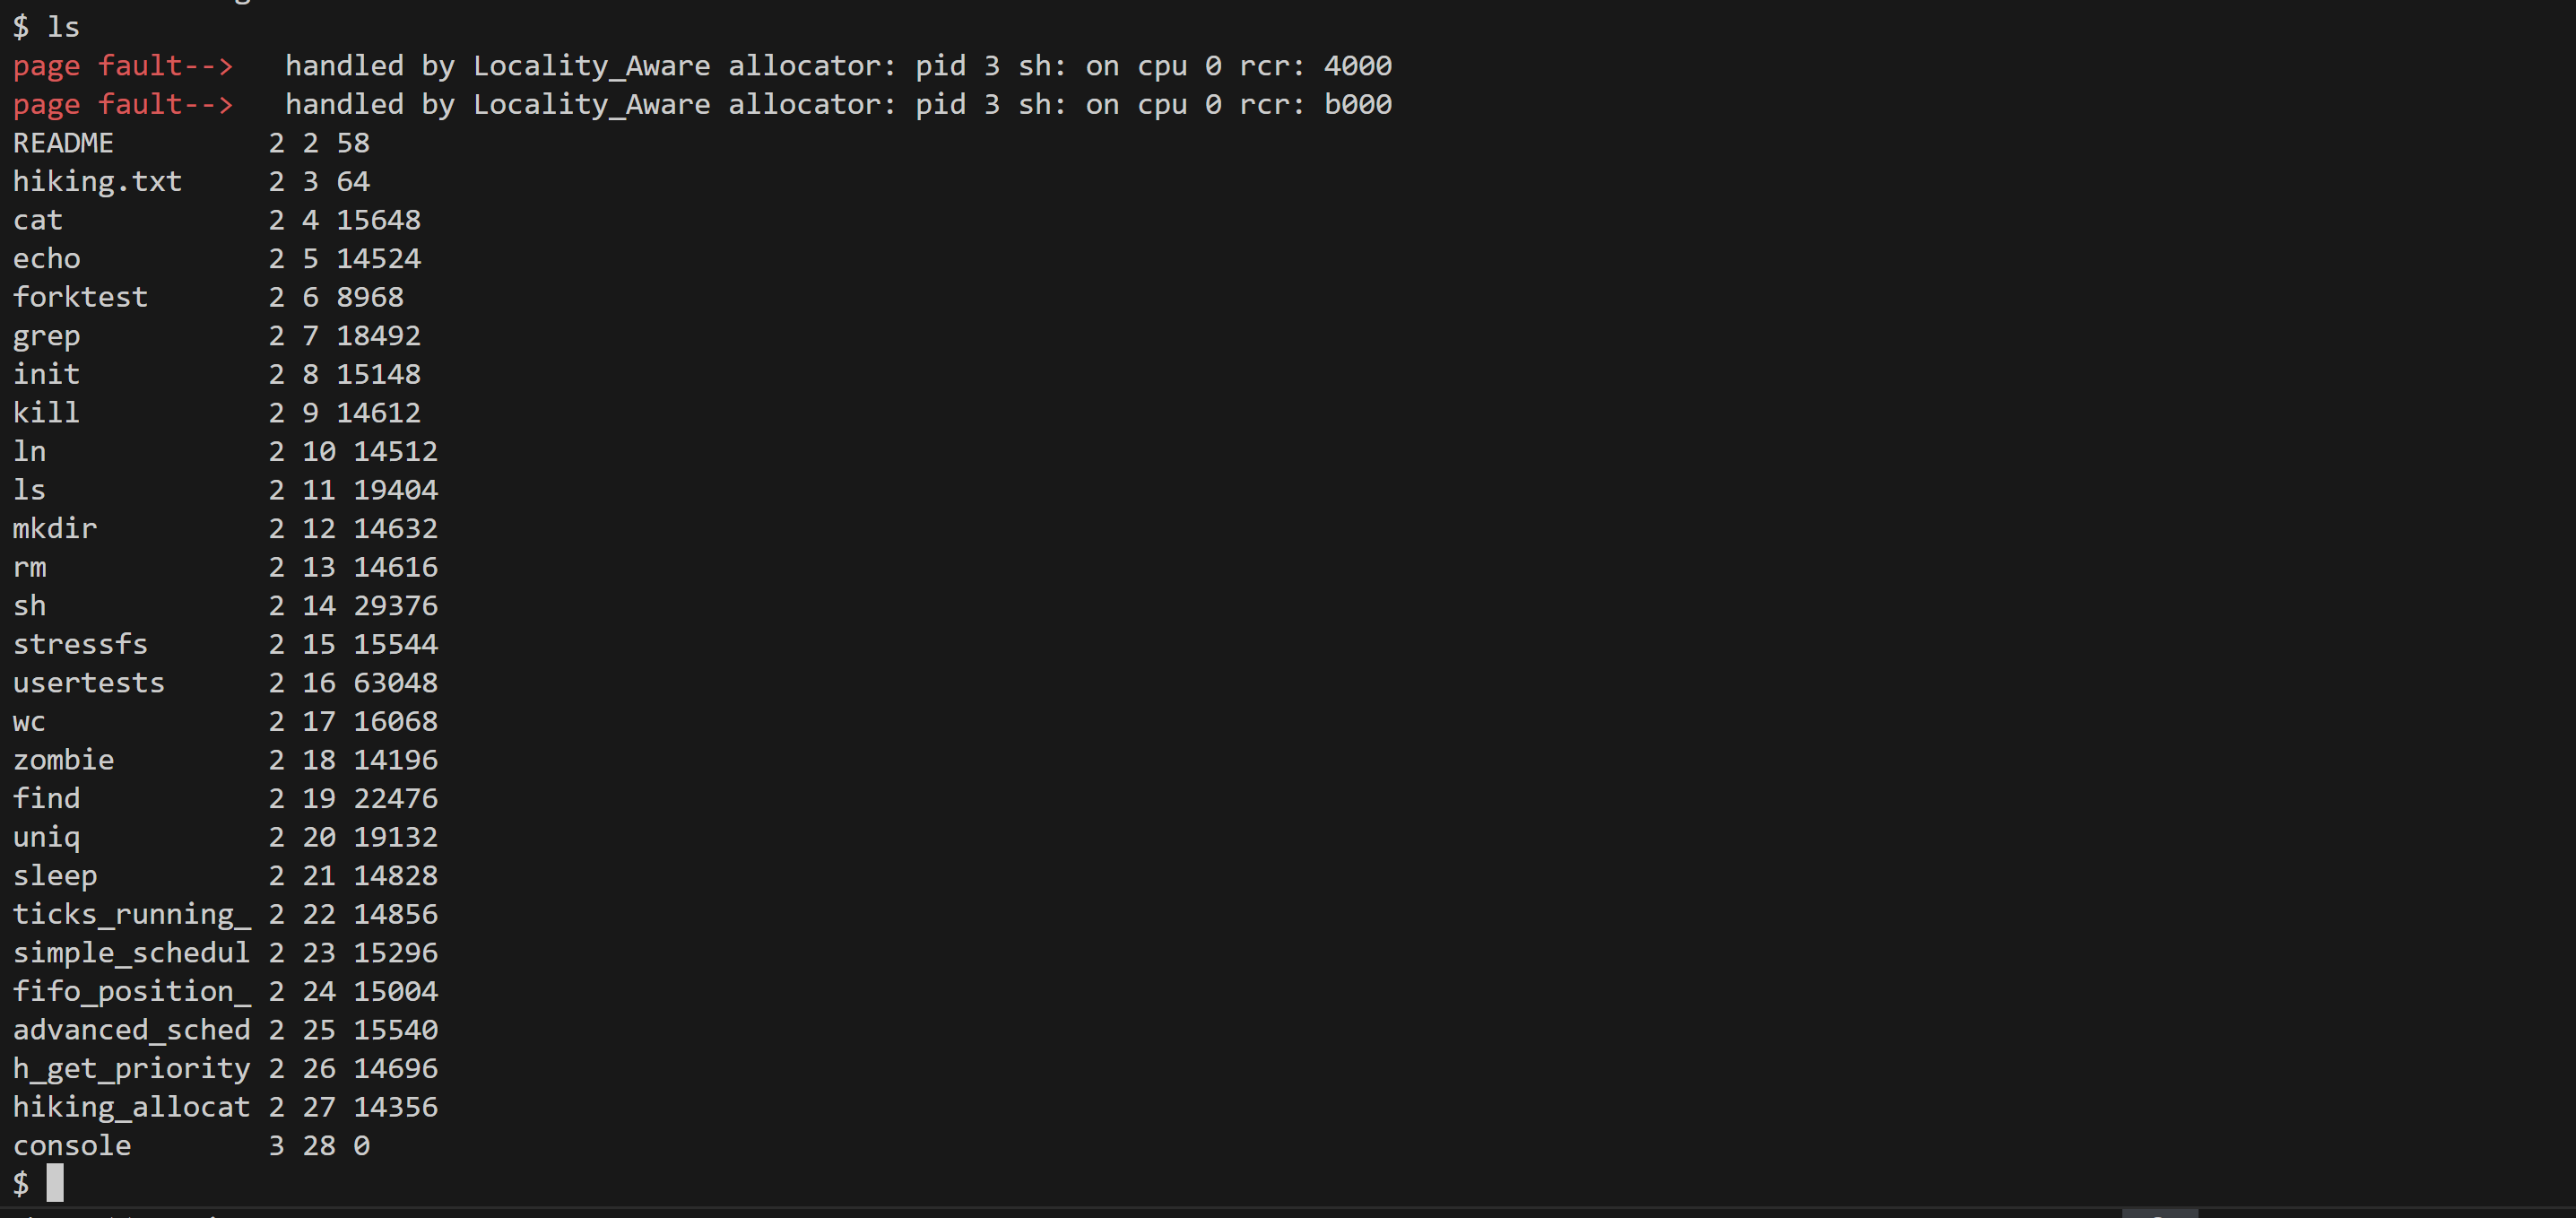 $ ls
page fault-->   handled by Locality_Aware allocator: pid 3 sh: on cpu 0 rcr: 4000
page fault-->   handled by Locality_Aware allocator: pid 3 sh: on cpu 0 rcr: b000
README         2 2 58
hiking.txt     2 3 64
cat            2 4 15648
echo           2 5 14524
forktest       2 6 8968
grep           2 7 18492
init           2 8 15148
kill           2 9 14612
ln             2 10 14512
ls             2 11 19404
mkdir          2 12 14632
rm             2 13 14616
sh             2 14 29376
stressfs       2 15 15544
usertests      2 16 63048
wc             2 17 16068
zombie         2 18 14196
find           2 19 22476
uniq           2 20 19132
sleep          2 21 14828
ticks_running_ 2 22 14856
simple_schedul 2 23 15296
fifo_position_ 2 24 15004
advanced_sched 2 25 15540
h_get_priority 2 26 14696
hiking_allocat 2 27 14356
console        3 28 0
$